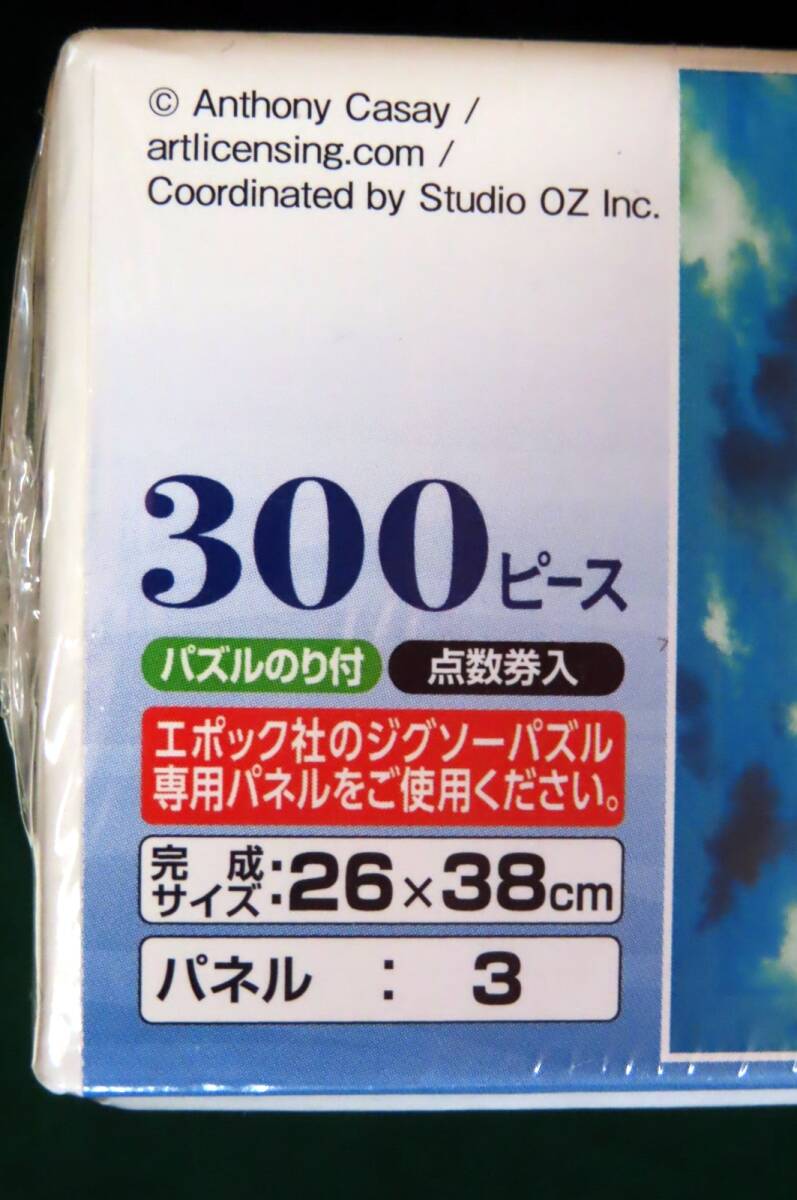 © Anthony Casay /
artlicensing.com /
Coordinated by Studio OZ Inc.
300ピース
パズルのり付 点数券入
エポック社のジグソーパズル
専用パネルをご使用ください。
完成サイズ:26×38cm
パネル : 3